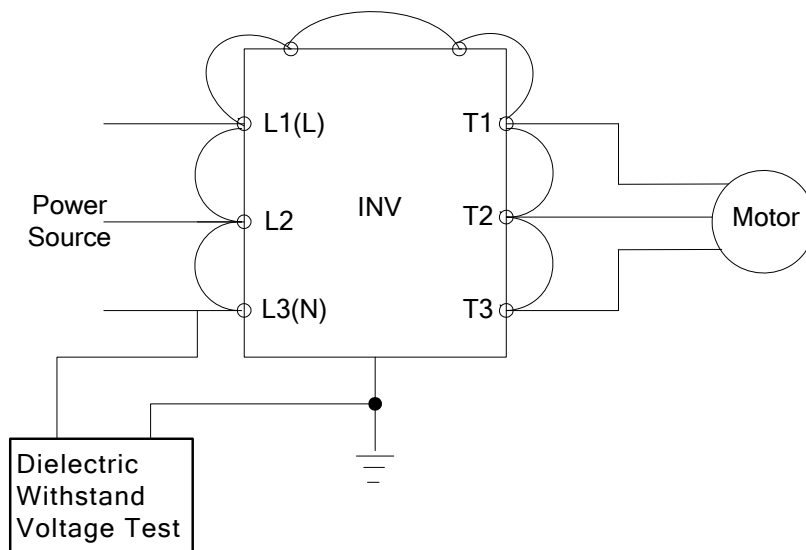 L1(L)
T1
Power
Source
L2
INV
T2
Motor
L3(N)
T3
Dielectric
Withstand
Voltage Test